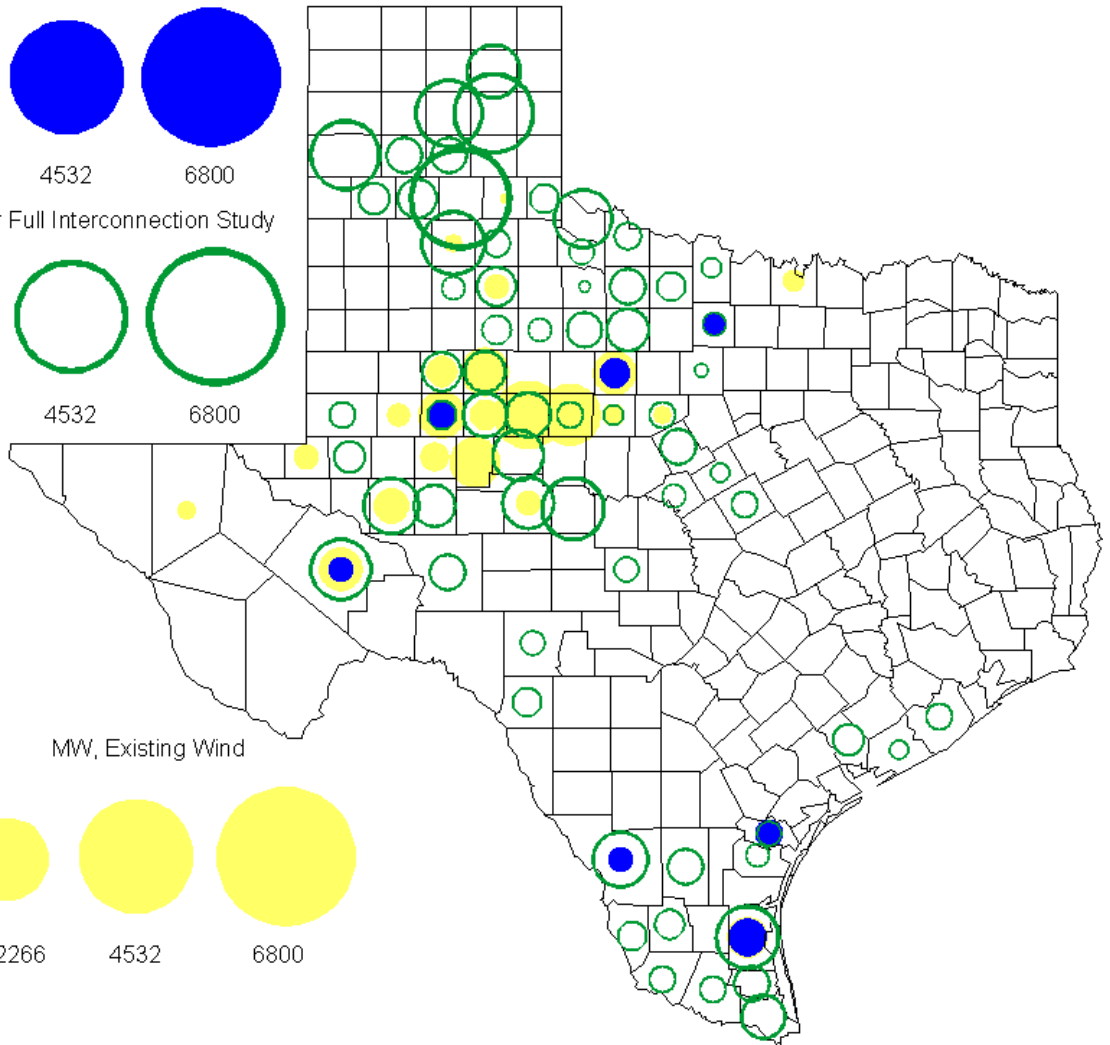 4532 6800
r Full Interconnection Study
4532 6800
MW, Existing Wind
2266 4532 6800